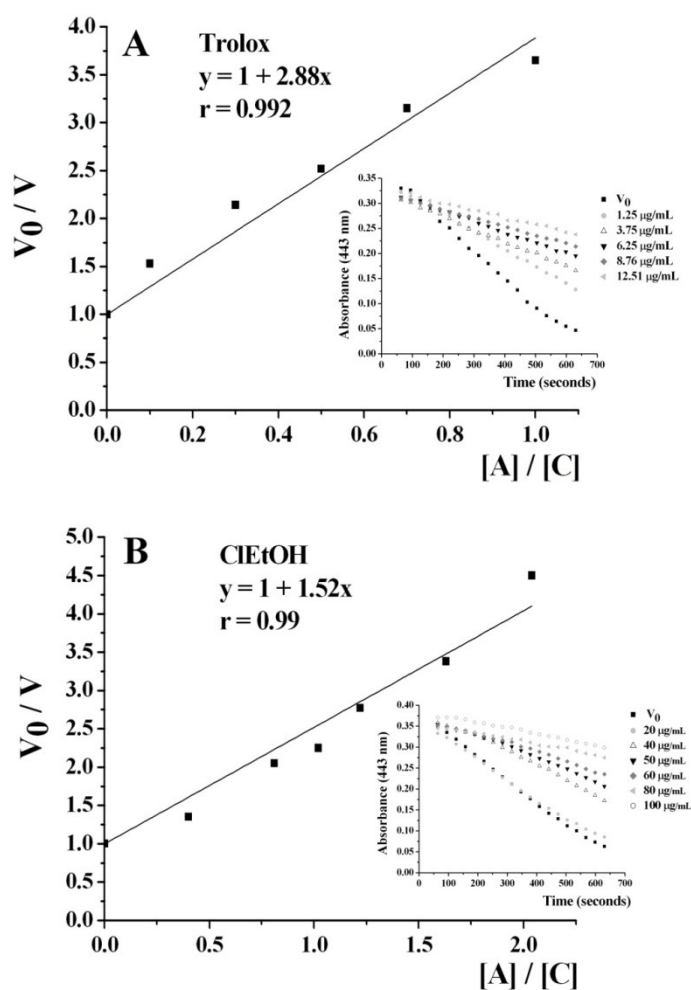 A
Trolox
y = 1 + 2.88x
r = 0.992
V0 / V
4.0
3.5
3.0
2.5
2.0
1.5
1.0
0.5
0.0
0.0 0.2 0.4 0.6 0.8 1.0
[A] / [C]
Absorbance (443 nm)
0.35
0.30
0.25
0.20
0.15
0.10
0.05
0.00
0 100 200 300 400 500 600 700
Time (seconds)
V0
1.25 µg/mL
3.75 µg/mL
6.25 µg/mL
8.76 µg/mL
12.51 µg/mL
B
ClEtOH
y = 1 + 1.52x
r = 0.99
V0 / V
5.0
4.5
4.0
3.5
3.0
2.5
2.0
1.5
1.0
0.5
0.0
0.0 0.5 1.0 1.5 2.0
[A] / [C]
Absorbance (443 nm)
0.40
0.35
0.30
0.25
0.20
0.15
0.10
0.05
0.00
0 100 200 300 400 500 600 700
Time (seconds)
V0
20 µg/mL
40 µg/mL
50 µg/mL
60 µg/mL
80 µg/mL
100 µg/mL